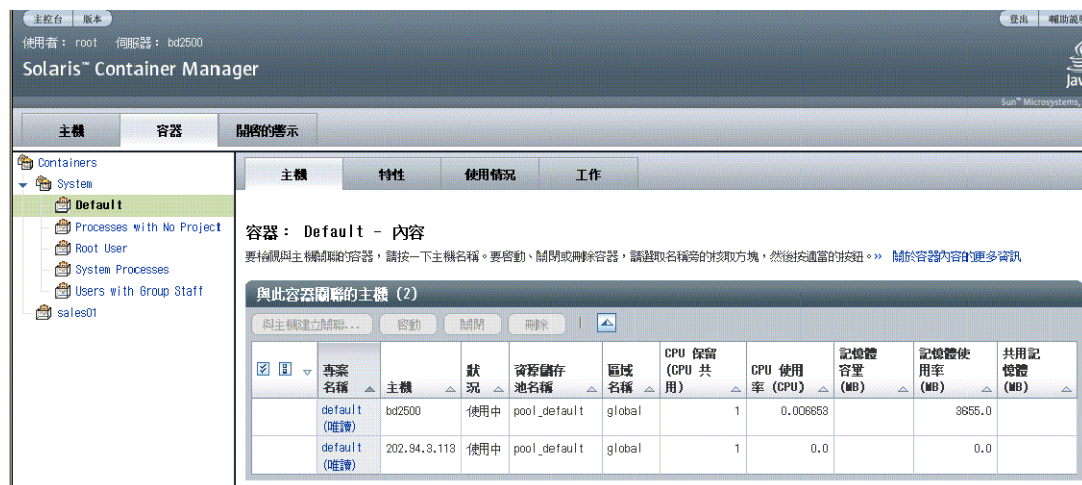 主控台 版本
登出 輔助說明
使用者： root 伺服器： bd2500
Solaris™ Container Manager
Java
Sun™ Microsystems,
主機 容器 開啟的警示
Containers
System
Default
Processes with No Project
Root User
System Processes
Users with Group Staff
sales01
主機 特性 使用情況 工作
容器： Default - 內容
要檢視與主機關聯的容器，請按一下主機名稱。要啟動、關閉或刪除容器，請選取名稱旁的核取方塊，然後按適當的按鈕。» 關於容器內容的更多資訊
與此容器關聯的主機 (2)
與主機建立關聯... 啟動 關閉 刪除
專案名稱 主機 狀況 資源儲存池名稱 區域名稱 CPU 保留 (CPU 共用) CPU 使用率 (CPU) 記憶體容量 (MB) 記憶體使用率 (MB) 共用記憶體 (MB)
default (唯讀) bd2500 使用中 pool_default global 1 0.006653 3655.0
default (唯讀) 202.94.3.113 使用中 pool_default global 1 0.0 0.0